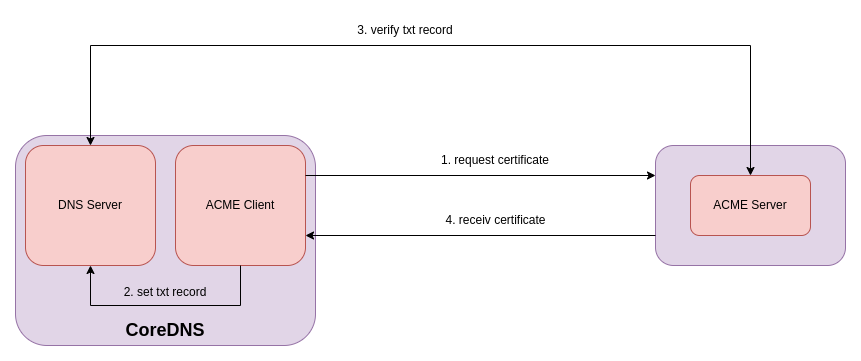 3. verify txt record
1. request certificate
DNS Server
ACME Client
ACME Server
4. receiv certificate
2. set txt record
CoreDNS